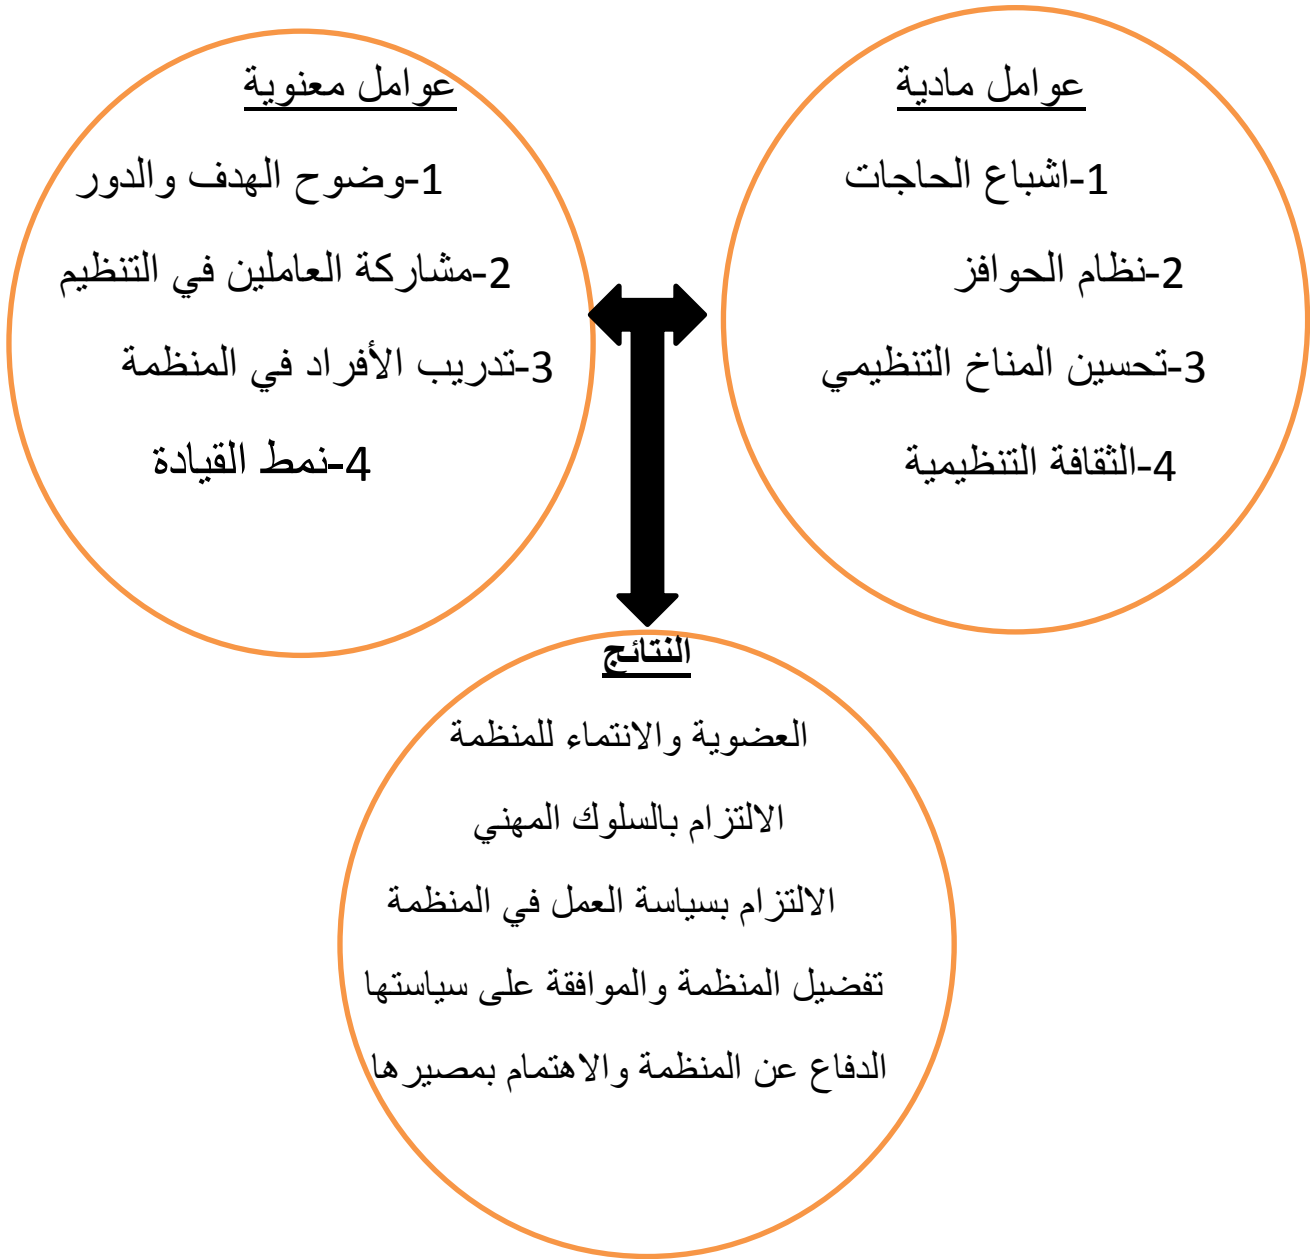 عوامل مادية
1-اشباع الحاجات
2-نظام الحوافز
3-تحسين المناخ التنظيمي
4-الثقافة التنظيمية
عوامل معنوية
1-وضوح الهدف والدور
2-مشاركة العاملين في التنظيم
3-تدريب الأفراد في المنظمة
4-نمط القيادة
النتائج
العضوية والانتماء للمنظمة
الالتزام بالسلوك المهني
الالتزام بسياسة العمل في المنظمة
تفضيل المنظمة والموافقة على سياستها
الدفاع عن المنظمة والاهتمام بمصيرها